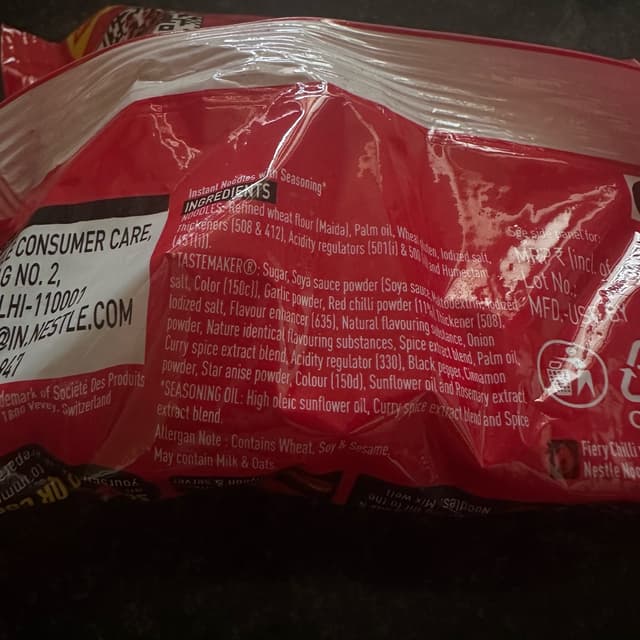 Instant Noodles with Seasoning*
INGREDIENTS
NOODLES: Refined wheat flour (Maida), Palm oil, Wheat gluten, Iodized salt,
Thickeners (508 & 412), Acidity regulators (501(i) & 500 and Humectant
(451(i)).
TASTEMAKER®: Sugar, Soya sauce powder (Soya sauce, Iodized
salt, Color (150c)), Garlic powder, Red chilli powder Thickener (508),
Iodized salt, Flavour enhancer (635), Natural flavouring substance, Onion
powder, Nature identical flavouring substances, Spice extract blend, Palm oil,
Curry spice extract blend, Acidity regulator (330), Black pepper, Cinnamon
powder, Star anise powder, Colour (150d), Sunflower oil and Rosemary extract.
*SEASONING OIL: High oleic sunflower oil, Curry spice extract blend and Spice
extract blend.
Allergan Note: Contains Wheat, Soy & Sesame.
May contain Milk & Oats.
E CONSUMER CARE,
G NO. 2,
LHI-110001
@IN.NESTLE.COM
947
demark of Société Des Produits
1800 Vevey, Switzerland
See side panel for:
MRP ₹ (incl. of
Lot No.,
MFD.
Fiery Chilli
Nestle
Noodles. Mix well